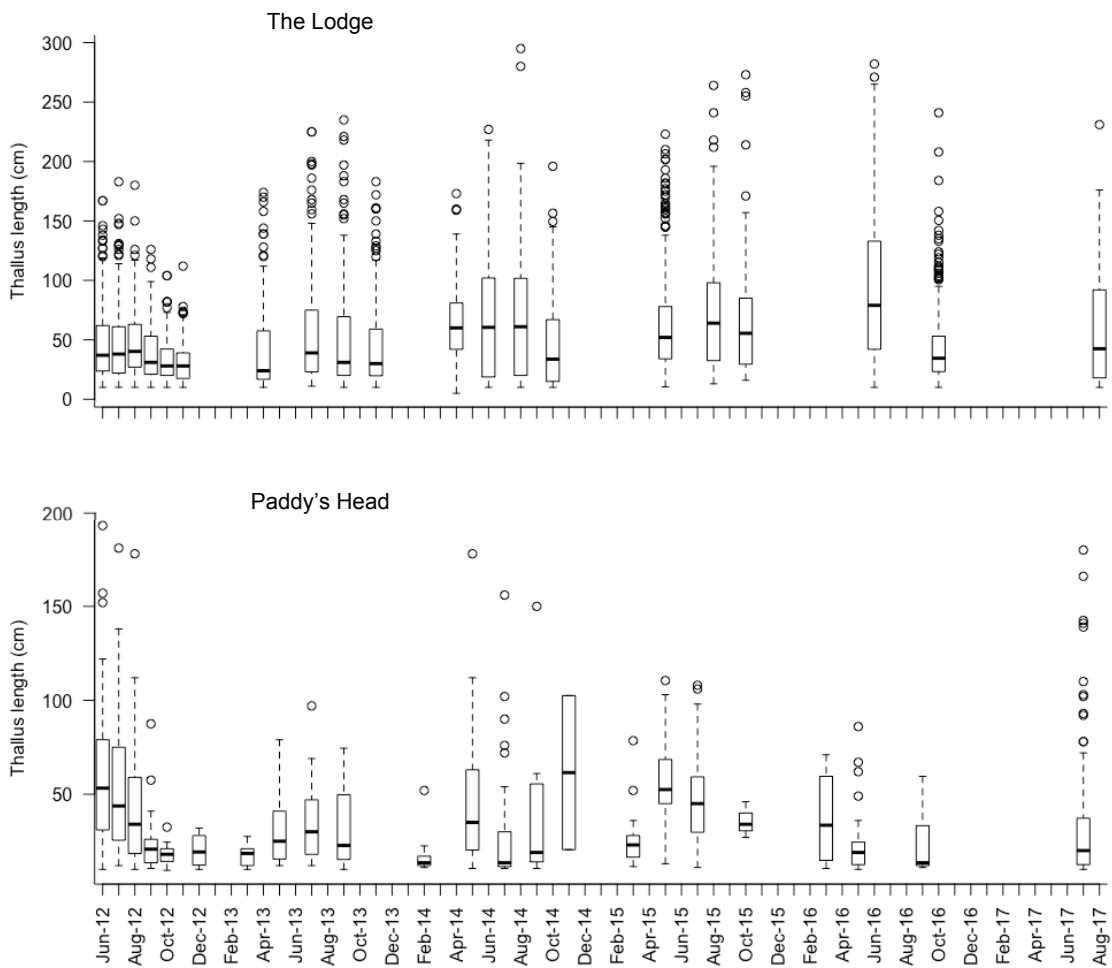 The Lodge
Thallus length (cm)
300
250
200
150
100
50
0
Paddy’s Head
Thallus length (cm)
200
150
100
50
Jun-12
Aug-12
Oct-12
Dec-12
Feb-13
Apr-13
Jun-13
Aug-13
Oct-13
Dec-13
Feb-14
Apr-14
Jun-14
Aug-14
Oct-14
Dec-14
Feb-15
Apr-15
Jun-15
Aug-15
Oct-15
Dec-15
Feb-16
Apr-16
Jun-16
Aug-16
Oct-16
Dec-16
Feb-17
Apr-17
Jun-17
Aug-17